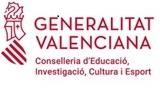 GENERALITAT
VALENCIANA
Conselleria d'Educació,
Investigació, Cultura i Esport